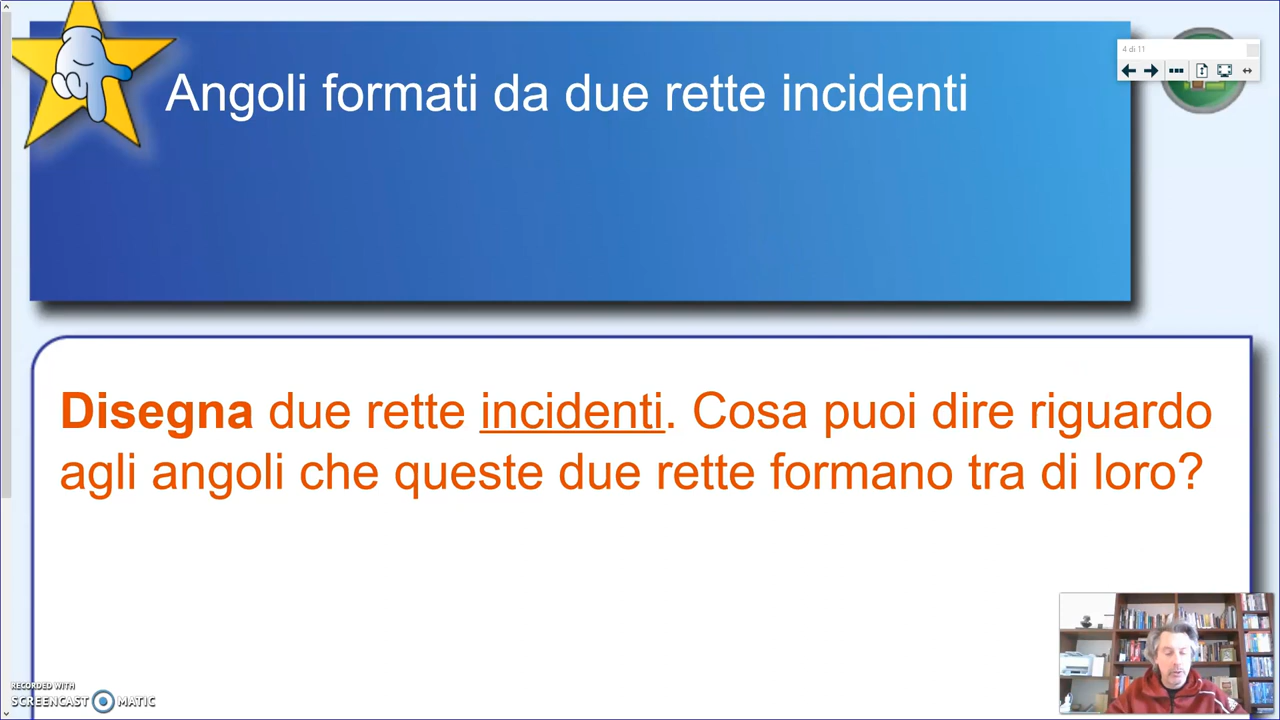 4 di 11
Angoli formati da due rette incidenti
Disegna due rette incidenti. Cosa puoi dire riguardo
agli angoli che queste due rette formano tra di loro?
RECORDED WITH
SCREENCAST MATIC